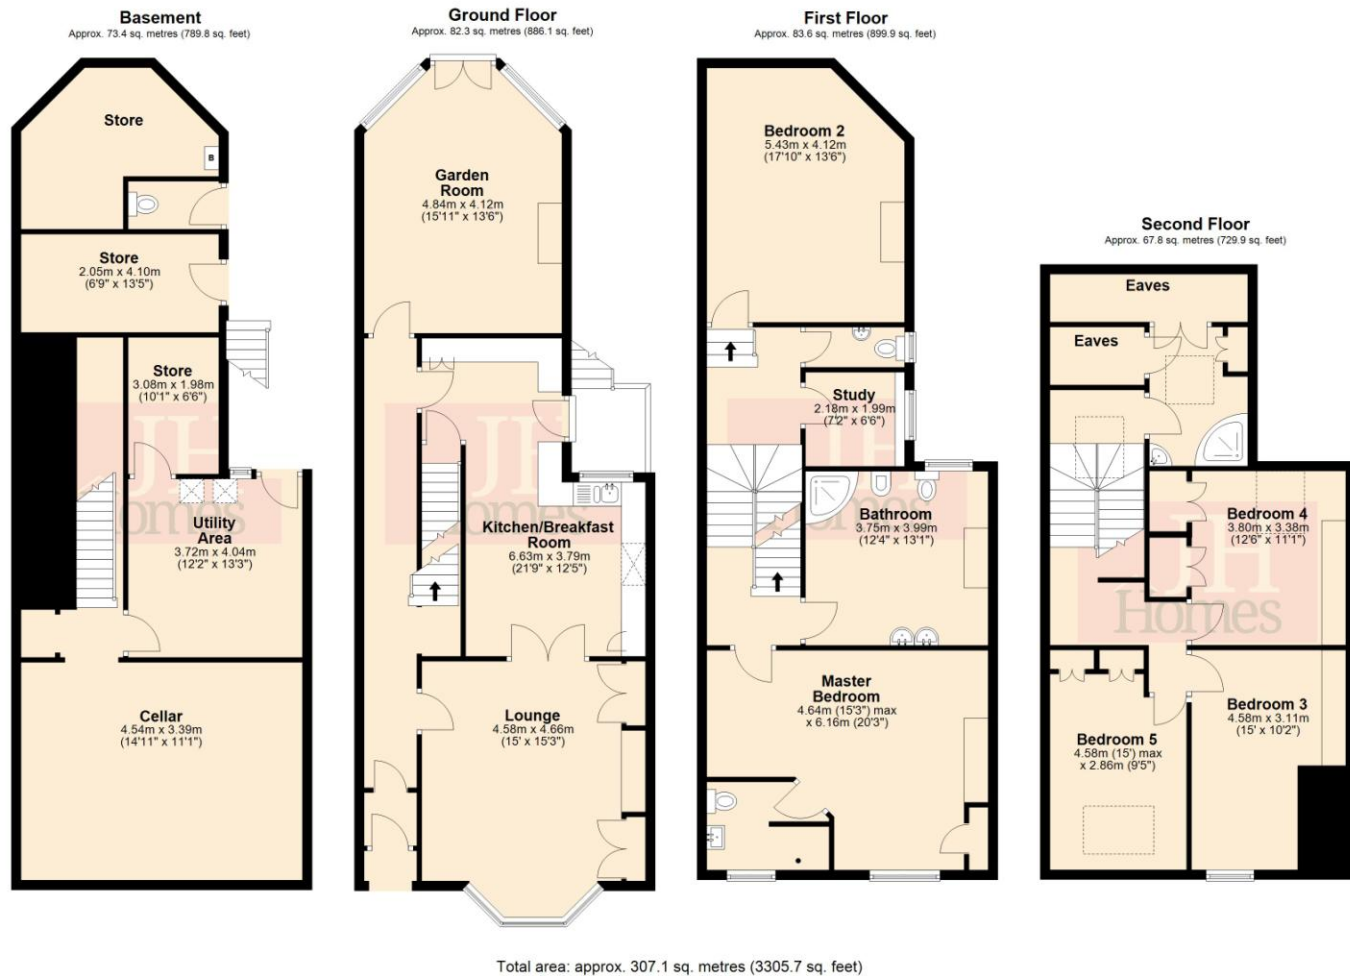 Basement
Approx. 73.4 sq. metres (789.8 sq. feet)
Store
B
Store
2.05m x 4.10m
(6'9" x 13'5")
Store
3.08m x 1.98m
(10'1" x 6'6")
Utility
Area
3.72m x 4.04m
(12'2" x 13'3")
Cellar
4.54m x 3.39m
(14'11" x 11'1")
JH
Homes
Ground Floor
Approx. 82.3 sq. metres (886.1 sq. feet)
Garden
Room
4.84m x 4.12m
(15'11" x 13'6")
Kitchen/Breakfast
Room
6.63m x 3.79m
(21'9" x 12'5")
Lounge
4.58m x 4.66m
(15' x 15'3")
JH
Homes
First Floor
Approx. 83.6 sq. metres (899.9 sq. feet)
Bedroom 2
5.43m x 4.12m
(17'10" x 13'6")
Study
2.18m x 1.99m
(7'2" x 6'6")
Bathroom
3.75m x 3.99m
(12'4" x 13'1")
Master
Bedroom
4.64m (15'3") max
x 6.16m (20'3")
JH
Homes
Second Floor
Approx. 67.8 sq. metres (729.9 sq. feet)
Eaves
Eaves
Bedroom 4
3.80m x 3.38m
(12'6" x 11'1")
Bedroom 3
4.58m x 3.11m
(15' x 10'2")
Bedroom 5
4.58m (15') max
x 2.86m (9'5")
JH
Homes
Total area: approx. 307.1 sq. metres (3305.7 sq. feet)